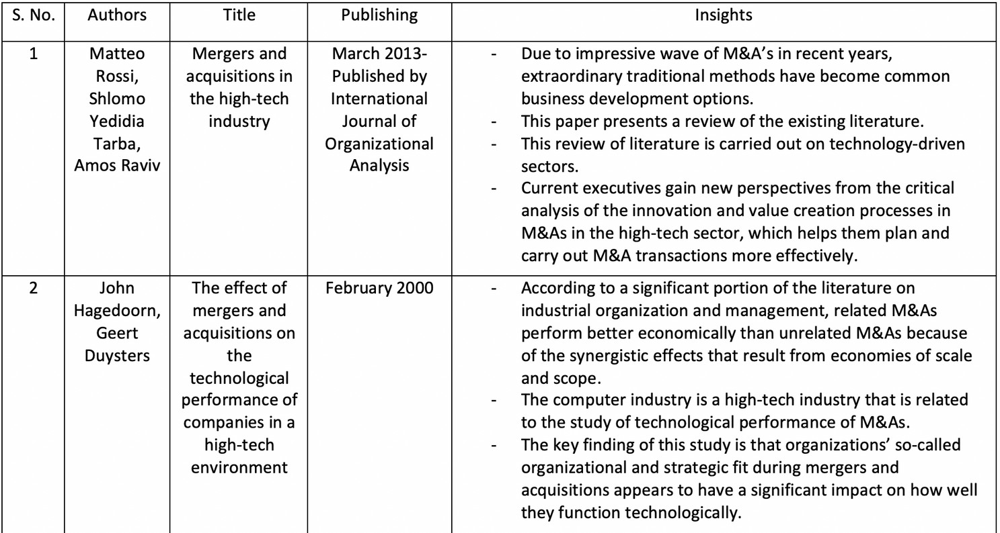 S. No.
Authors
Title
Publishing
Insights
1
Matteo
Rossi,
Shlomo
Yedidia
Tarba,
Amos Raviv
Mergers and
acquisitions in
the high-tech
industry
March 2013-
Published by
International
Journal of
Organizational
Analysis
- Due to impressive wave of M&A’s in recent years,
extraordinary traditional methods have become common
business development options.
- This paper presents a review of the existing literature.
- This review of literature is carried out on technology-driven
sectors.
- Current executives gain new perspectives from the critical
analysis of the innovation and value creation processes in
M&As in the high-tech sector, which helps them plan and
carry out M&A transactions more effectively.
2
John
Hagedoorn,
Geert
Duysters
The effect of
mergers and
acquisitions on
the
technological
performance of
companies in a
high-tech
environment
February 2000
- According to a significant portion of the literature on
industrial organization and management, related M&As
perform better economically than unrelated M&As because
of the synergistic effects that result from economies of scale
and scope.
- The computer industry is a high-tech industry that is related
to the study of technological performance of M&As.
- The key finding of this study is that organizations’ so-called
organizational and strategic fit during mergers and
acquisitions appears to have a significant impact on how well
they function technologically.